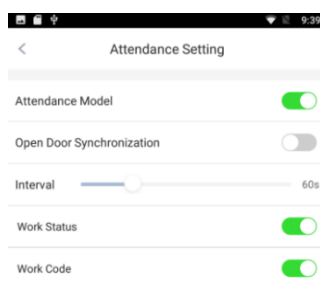 9:39
Attendance Setting
Attendance Model
Open Door Synchronization
Interval 60s
Work Status
Work Code